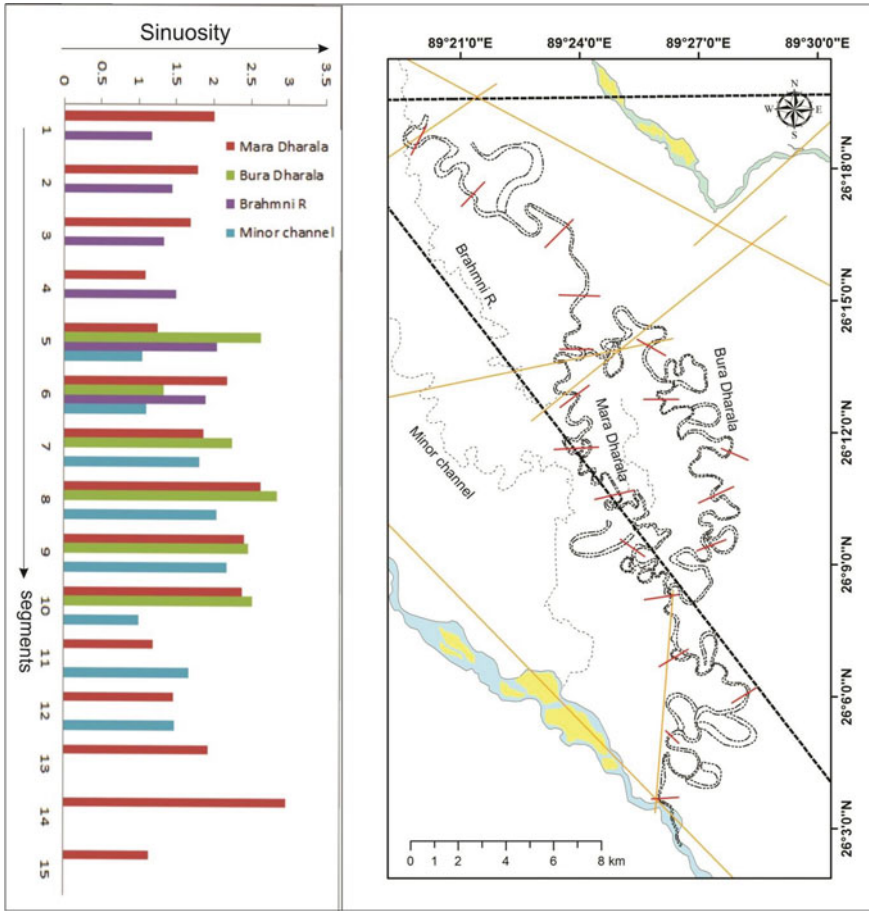 Sinuosity
0
0.5
1
1.5
2
2.5
3
3.5
segments
1
2
3
4
5
6
7
8
9
10
11
12
13
14
15
Mara Dharala
Bura Dharala
Brahmni R
Minor channel
89°21'0"E
89°24'0"E
89°27'0"E
89°30'0"E
N
W
E
S
26°18'0"N
26°15'0"N
26°12'0"N
26°9'0"N
26°6'0"N
26°3'0"N
Brahmni R.
Bura Dharala
Mara Dharala
Minor channel
0 1 2 4 6 8 km